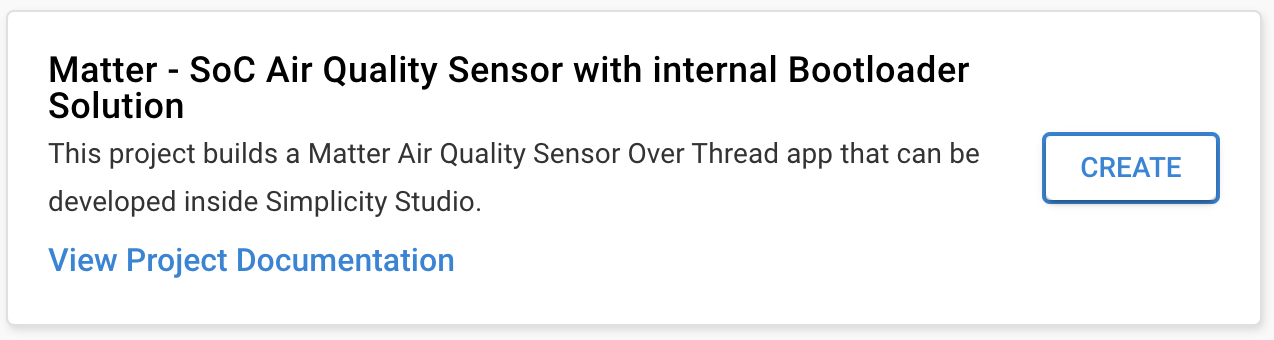 Matter - SoC Air Quality Sensor with internal Bootloader
Solution
This project builds a Matter Air Quality Sensor Over Thread app that can be
developed inside Simplicity Studio.
View Project Documentation
CREATE